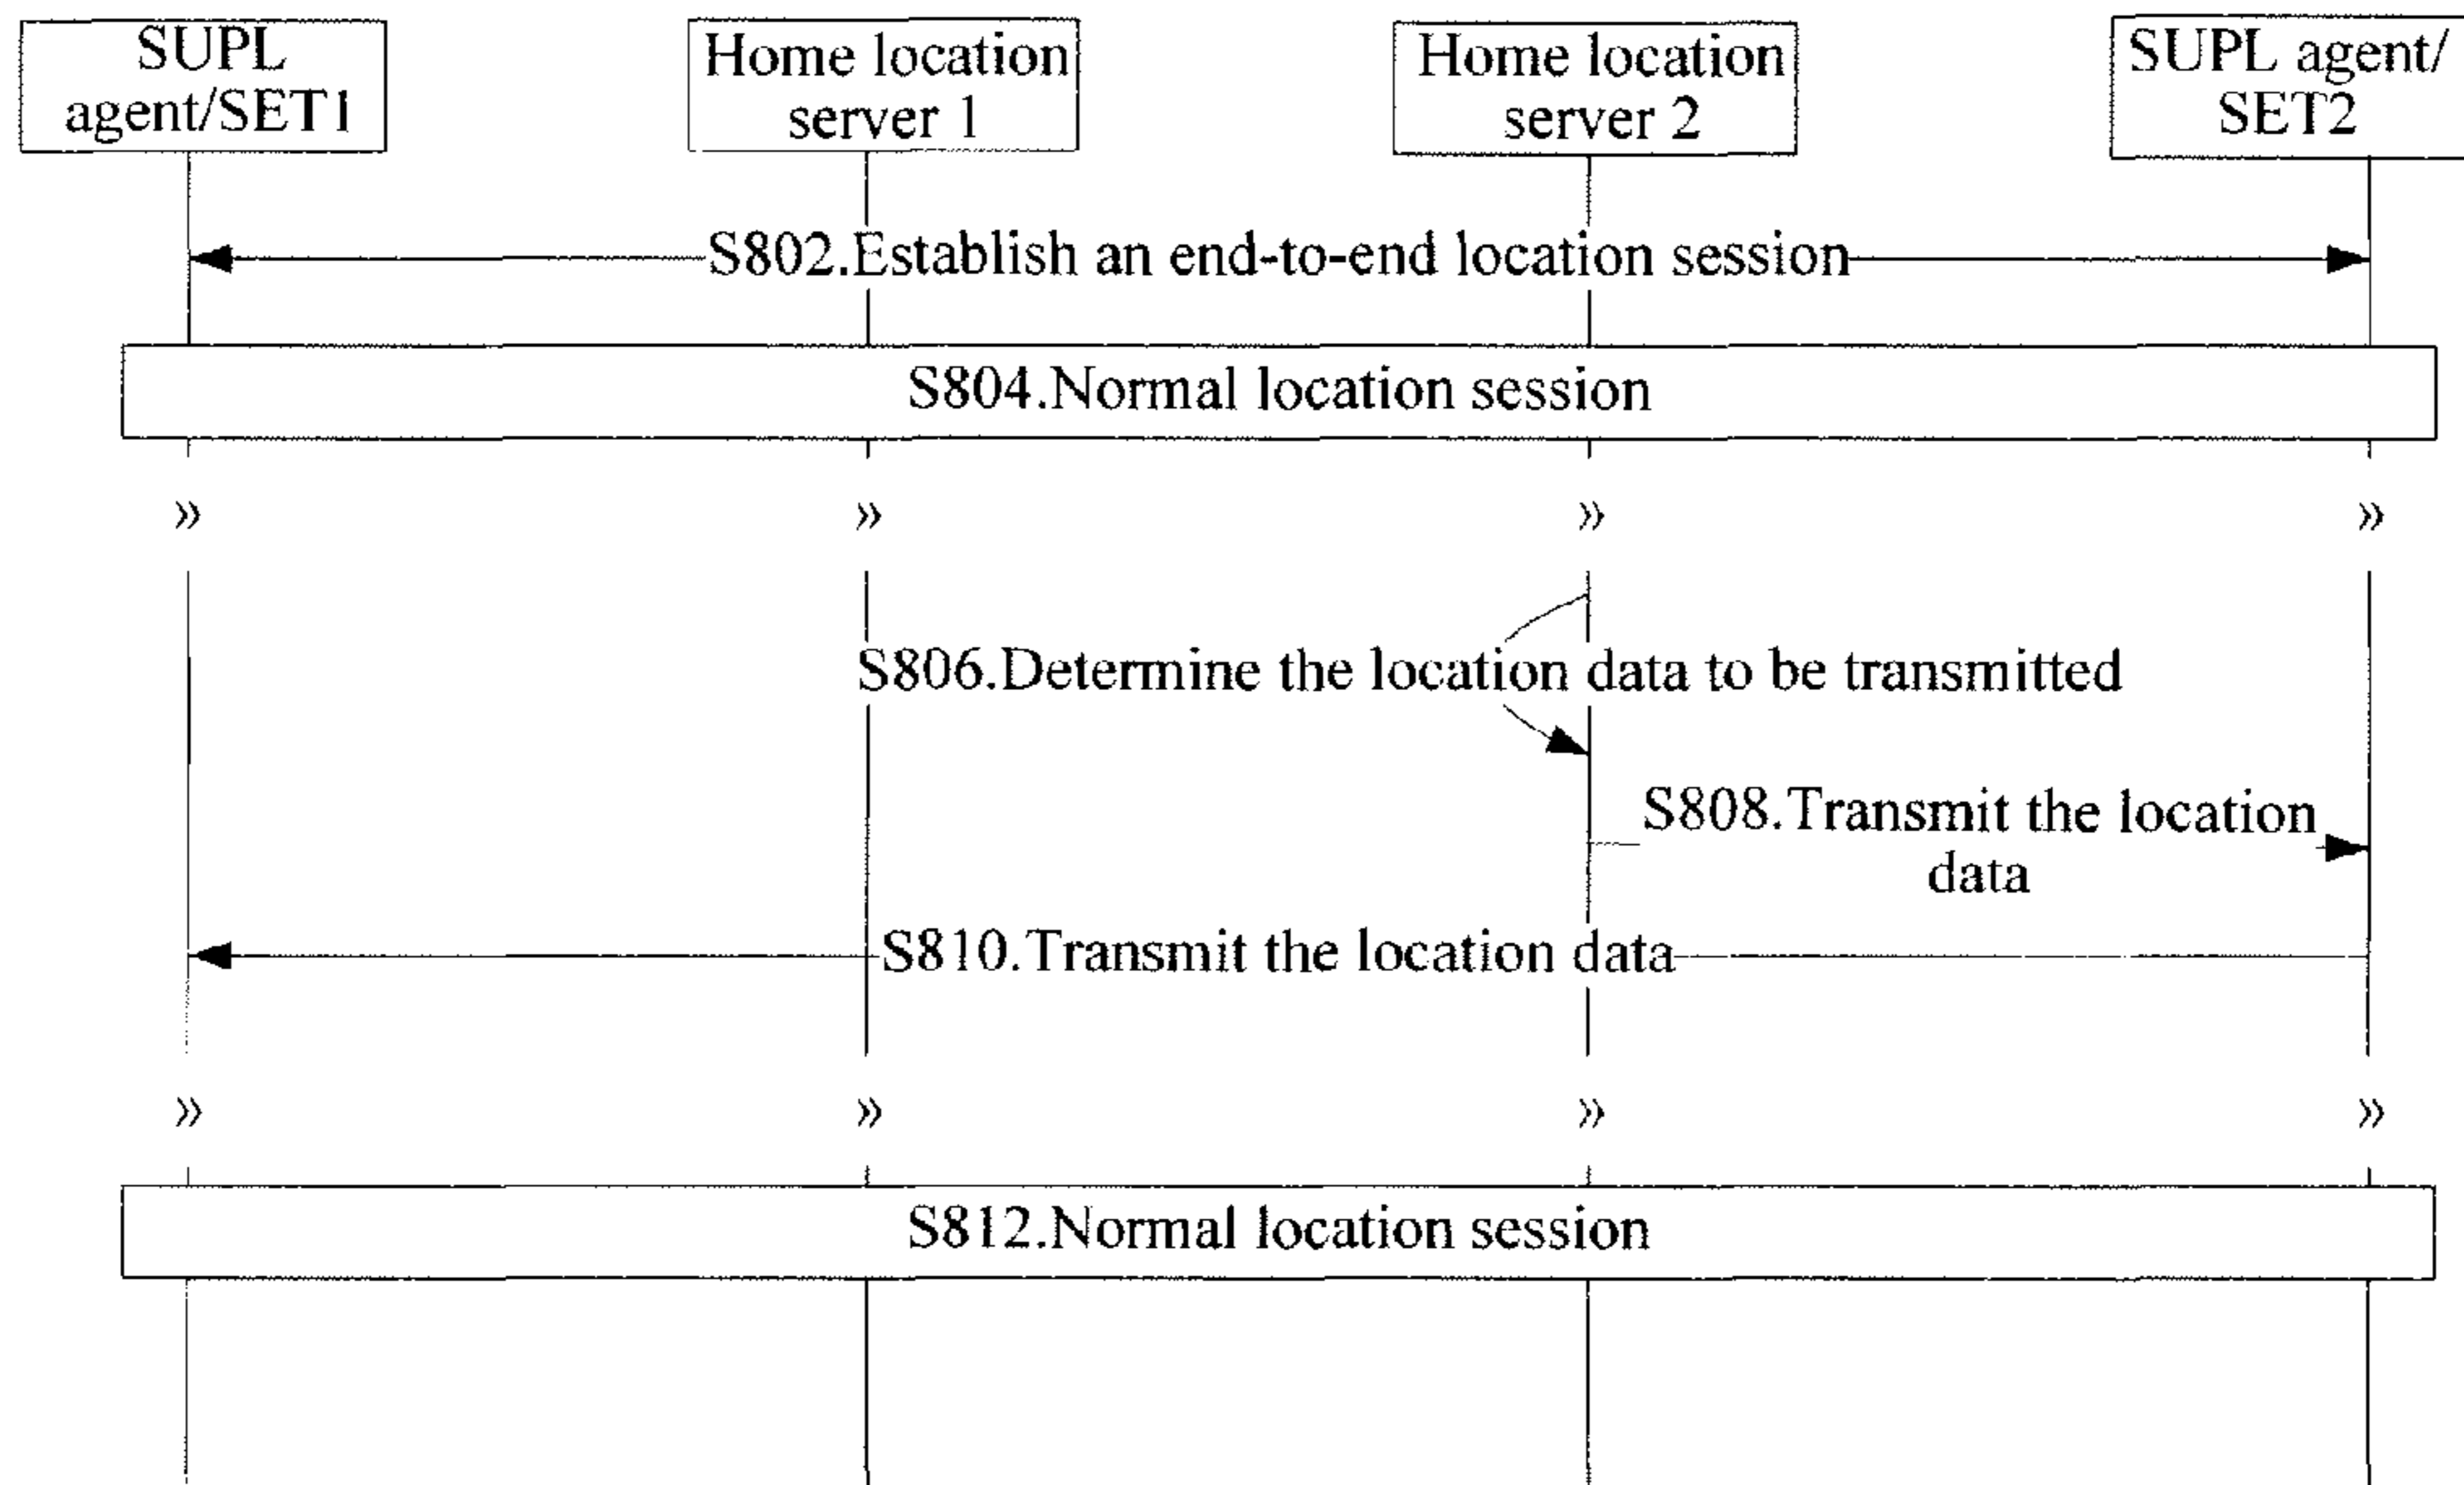 SUPL
agent/SET1
Home location
server 1
Home location
server 2
SUPL agent/
SET2
S802.Establish an end-to-end location session
S804.Normal location session
»
»
»
»
S806.Determine the location data to be transmitted
S808.Transmit the location
data
S810.Transmit the location data
»
»
»
»
S812.Normal location session